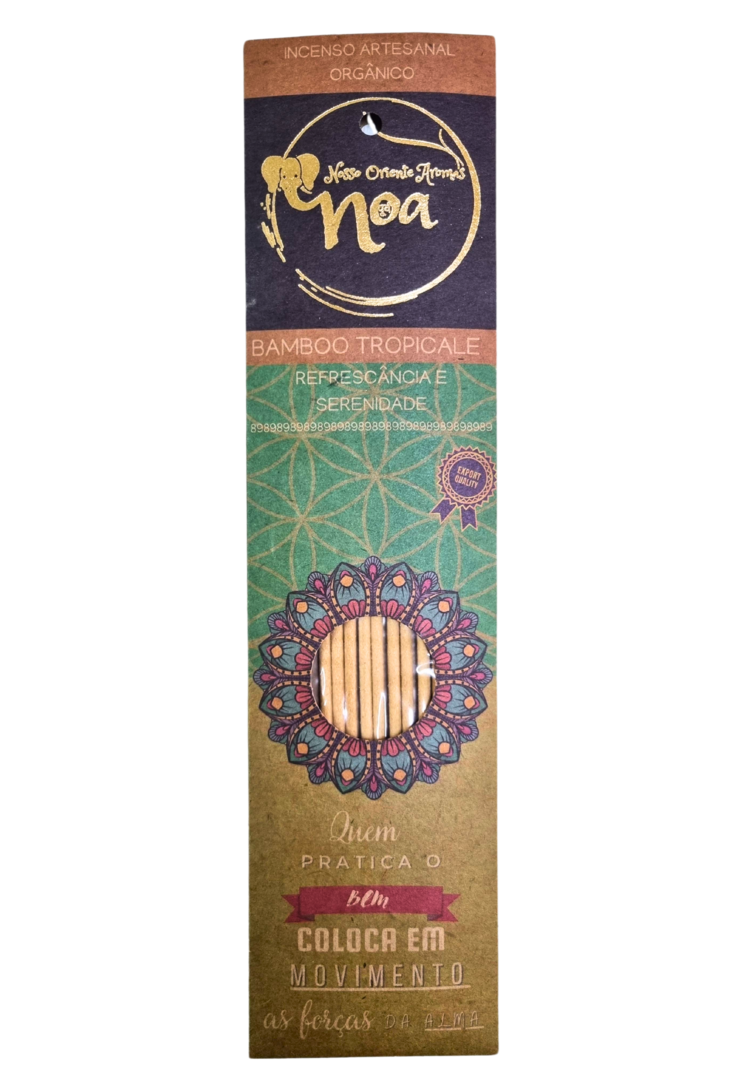 INCENSO ARTESANAL
ORGÂNICO
Nosso Oriente Aromas
noa
BAMBOO TROPICALE
REFRESCÂNCIA E
SERENIDADE
EXPORT
QUALITY
Quem
PRATICA O
BEM
COLOCA EM
MOVIMENTO
as forças DA ALMA